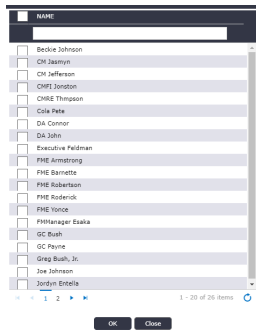 NAME
Beckie Johnson
CM Jasmyn
CM Jefferson
CMFI Jonston
CMRE Thmpson
Cola Pete
DA Connor
DA John
Executive Feldman
FME Armstrong
FME Barnette
FME Robertson
FME Roderick
FME Yonce
FMManager Esaka
GC Bush
GC Payne
Greg Bush, Jr.
Joe Johnson
Jordyn Entella
1 2 1 - 20 of 26 items
OK Close